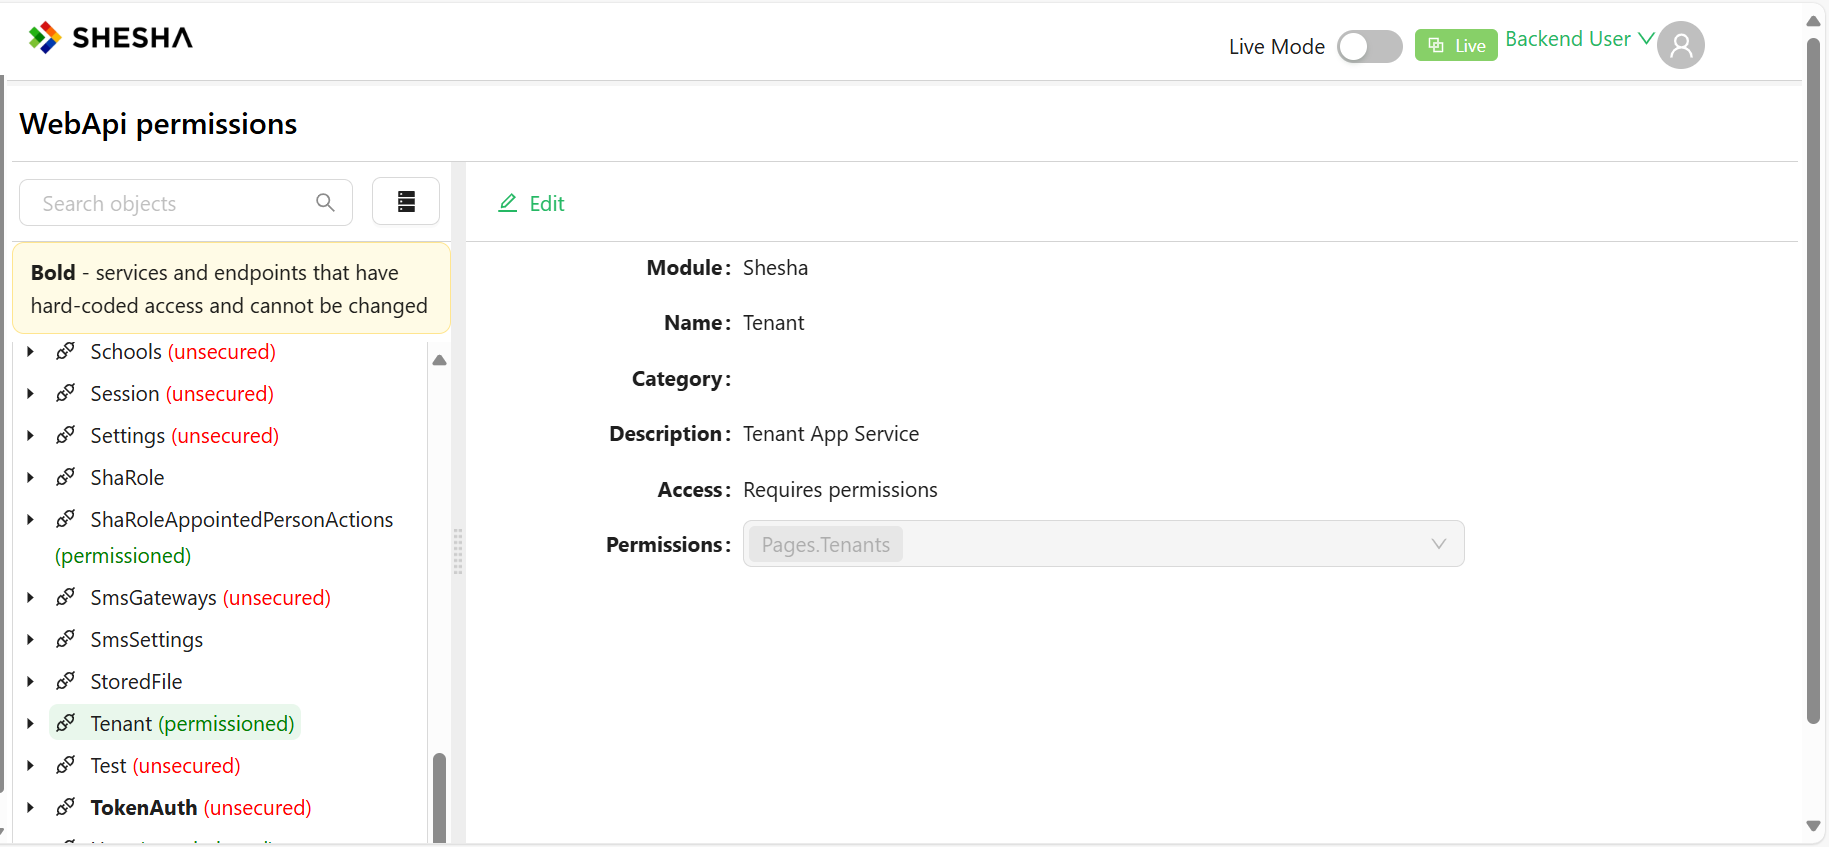 SHESHA
Live Mode
Live
Backend User
WebApi permissions
Search objects
Edit
Bold - services and endpoints that have
hard-coded access and cannot be changed
Schools (unsecured)
Session (unsecured)
Settings (unsecured)
ShaRole
ShaRoleAppointedPersonActions
(permissioned)
SmsGateways (unsecured)
SmsSettings
StoredFile
Tenant (permissioned)
Test (unsecured)
TokenAuth (unsecured)
Module: Shesha
Name: Tenant
Category:
Description: Tenant App Service
Access: Requires permissions
Permissions: Pages.Tenants